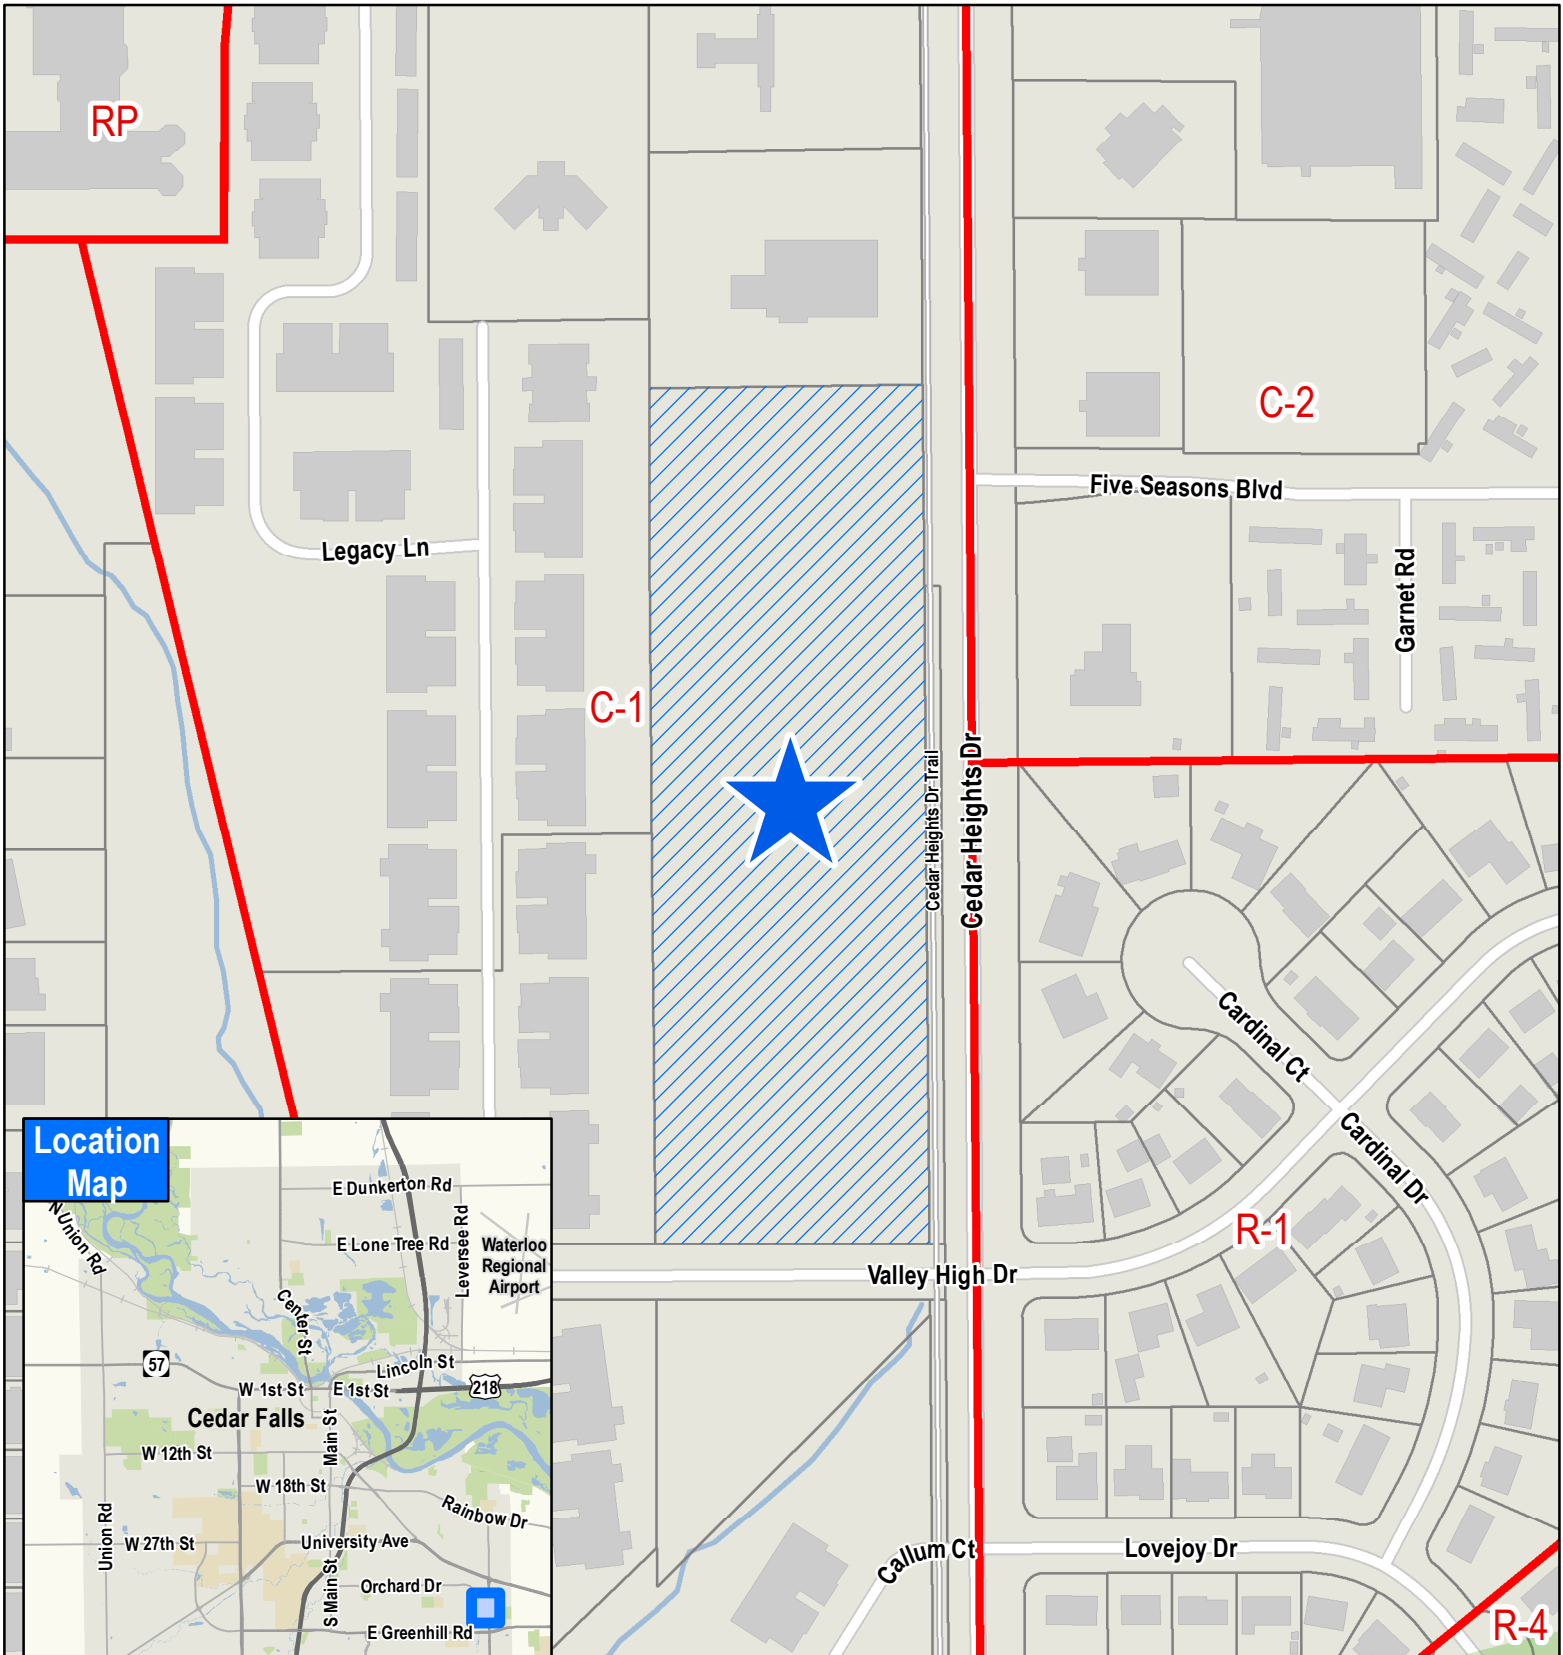 RP
C-2
Five Seasons Blvd
Legacy Ln
Garnet Rd
C-1
Cedar Heights Dr Trail
Cedar Heights Dr
Cardinal Ct
Cardinal Dr
R-1
Valley High Dr
Callum Ct
Lovejoy Dr
R-4
Location
Map
E Dunkerton Rd
N Union Rd
E Lone Tree Rd
Leversee Rd
Waterloo
Regional
Airport
Center St
57
Lincoln St
W 1st St
E 1st St
218
Cedar Falls
Main St
W 12th St
W 18th St
Rainbow Dr
Union Rd
W 27th St
University Ave
S Main St
Orchard Dr
E Greenhill Rd